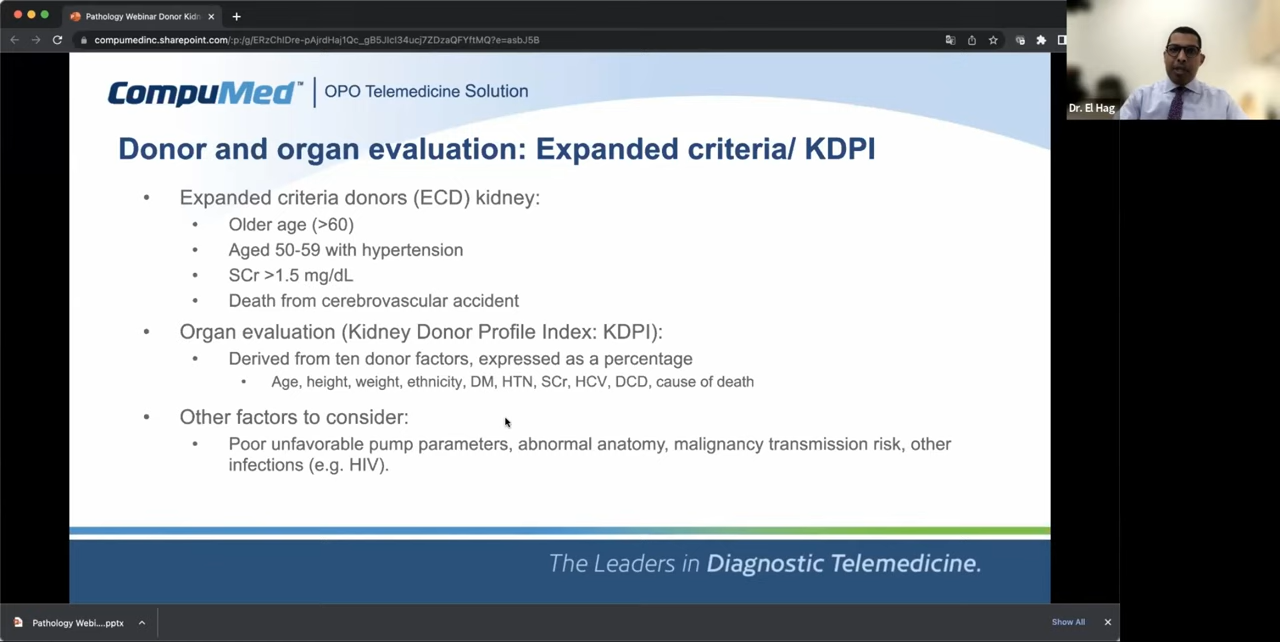 Pathology Webinar Donor Kidn
compumedinc.sharepoint.com/:p:/g/ERzChIDre-pAjrdHaj1Qc_gB5JIcI34ucj7ZDzaQFYftMQ?e=asbJ5B
CompuMed™ | OPO Telemedicine Solution
Dr. El Hag
Donor and organ evaluation: Expanded criteria/ KDPI
• Expanded criteria donors (ECD) kidney:
• Older age (>60)
• Aged 50-59 with hypertension
• SCr >1.5 mg/dL
• Death from cerebrovascular accident
• Organ evaluation (Kidney Donor Profile Index: KDPI):
• Derived from ten donor factors, expressed as a percentage
• Age, height, weight, ethnicity, DM, HTN, SCr, HCV, DCD, cause of death
• Other factors to consider:
• Poor unfavorable pump parameters, abnormal anatomy, malignancy transmission risk, other
infections (e.g. HIV).
The Leaders in Diagnostic Telemedicine.
Pathology Webi....pptx
Show All